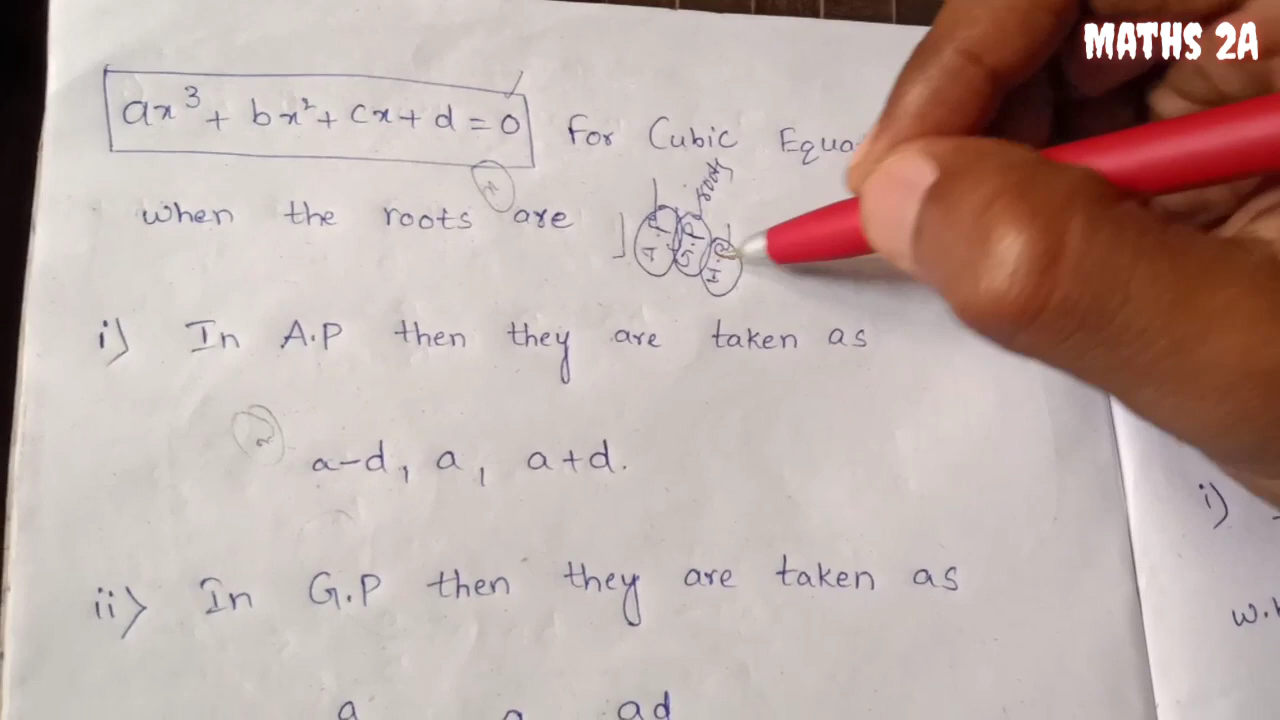 MATHS 2A
ax³ + bx² + cx + d = 0 For Cubic Equa
when the roots are
roots
i) In A.P then they are taken as
a-d, a, a+d.
ii) In G.P then they are taken as
a a ad
i)
w.